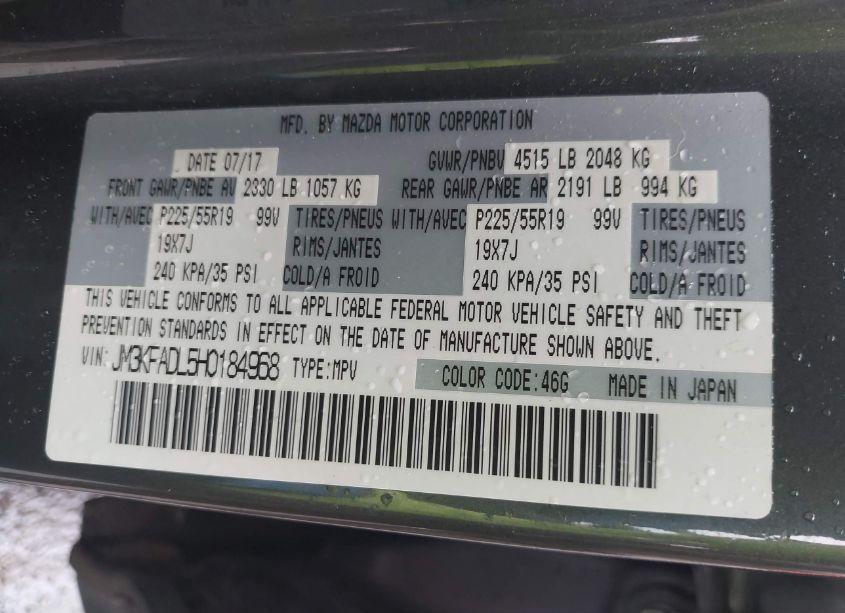 MFD. BY MAZDA MOTOR CORPORATION
DATE 07/17 GVWR/PNBV 4515 LB 2048 KG
FRONT GAWR/PNBE AV 2330 LB 1057 KG REAR GAWR/PNBE AR 2191 LB 994 KG
WITH/AVEC P225/55R19 99V TIRES/PNEUS WITH/AVEC P225/55R19 99V TIRES/PNEUS
19X7J RIMS/JANTES 19X7J RIMS/JANTES
240 KPA/35 PSI COLD/A FROID 240 KPA/35 PSI COLD/A FROID
THIS VEHICLE CONFORMS TO ALL APPLICABLE FEDERAL MOTOR VEHICLE SAFETY AND THEFT
PREVENTION STANDARDS IN EFFECT ON THE DATE OF MANUFACTURE SHOWN ABOVE.
VIN: JM3KFADL5H0184968 TYPE:MPV COLOR CODE:46G MADE IN JAPAN